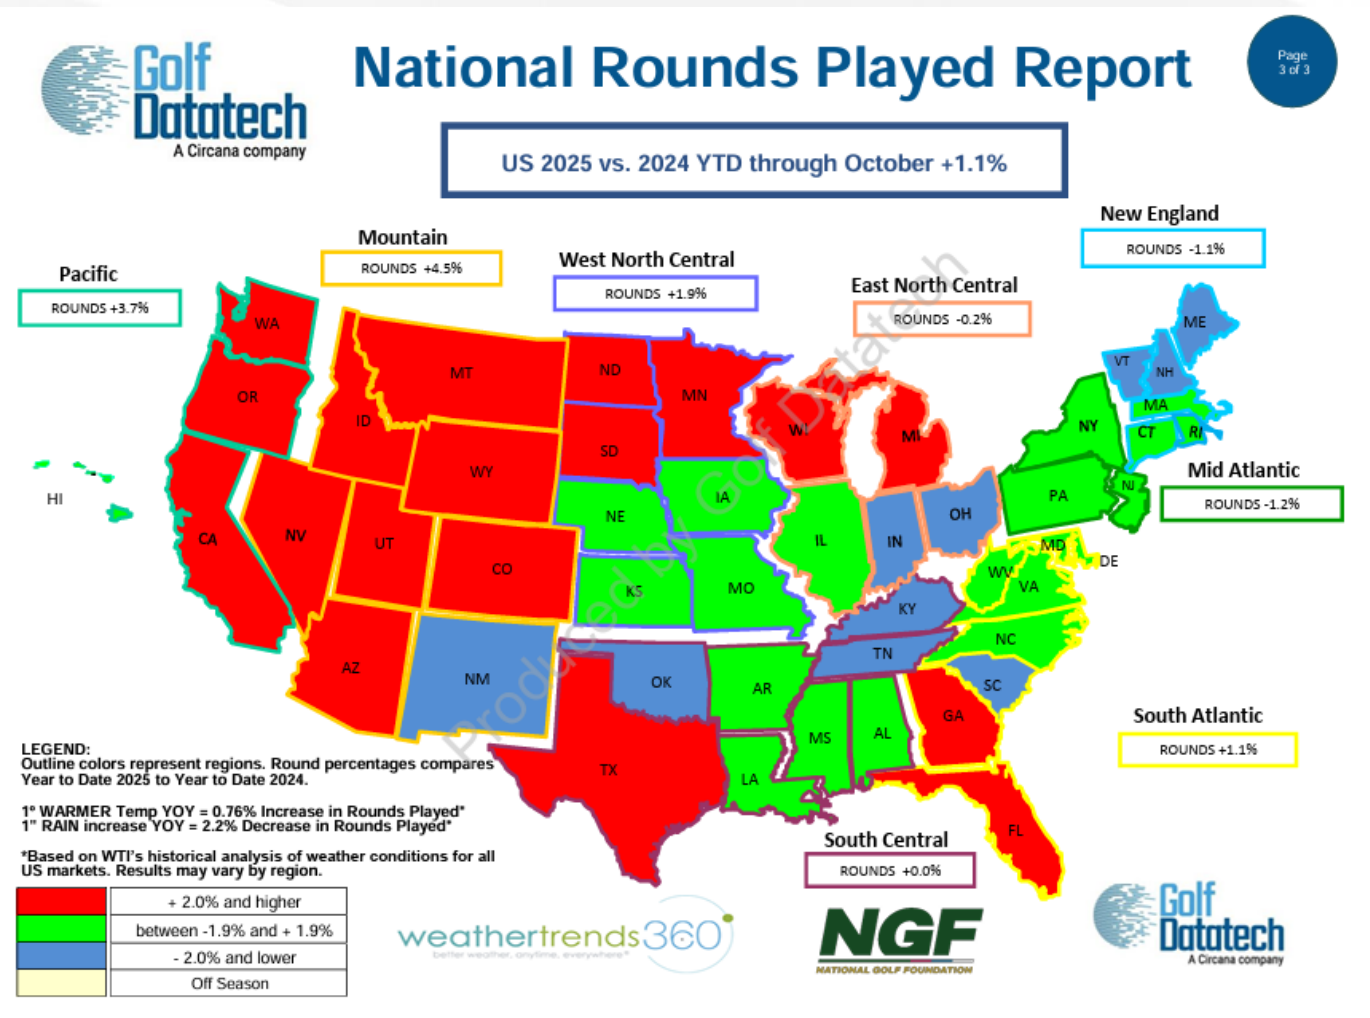 Golf
Datatech
A Circana company
National Rounds Played Report
Page
3 of 3
US 2025 vs. 2024 YTD through October +1.1%
Pacific
ROUNDS +3.7%
Mountain
ROUNDS +4.5%
West North Central
ROUNDS +1.9%
East North Central
ROUNDS -0.2%
New England
ROUNDS -1.1%
Mid Atlantic
ROUNDS -1.2%
South Atlantic
ROUNDS +1.1%
South Central
ROUNDS +0.0%
WA
OR
CA
HI
NV
ID
MT
WY
UT
CO
AZ
NM
ND
SD
NE
KS
MN
IA
MO
WI
MI
IL
IN
OH
KY
TN
OK
TX
AR
LA
MS
AL
GA
FL
SC
NC
VA
WV
MD
DE
PA
NJ
NY
CT
RI
MA
VT
NH
ME
Produced by Golf Datatech
LEGEND:
Outline colors represent regions. Round percentages compares
Year to Date 2025 to Year to Date 2024.
1° WARMER Temp YOY = 0.76% Increase in Rounds Played*
1" RAIN increase YOY = 2.2% Decrease in Rounds Played*
*Based on WTI's historical analysis of weather conditions for all
US markets. Results may vary by region.
+ 2.0% and higher
between -1.9% and + 1.9%
- 2.0% and lower
Off Season
weathertrends360°
better weather, anytime, everywhere*
NGF
NATIONAL GOLF FOUNDATION
Golf
Datatech
A Circana company